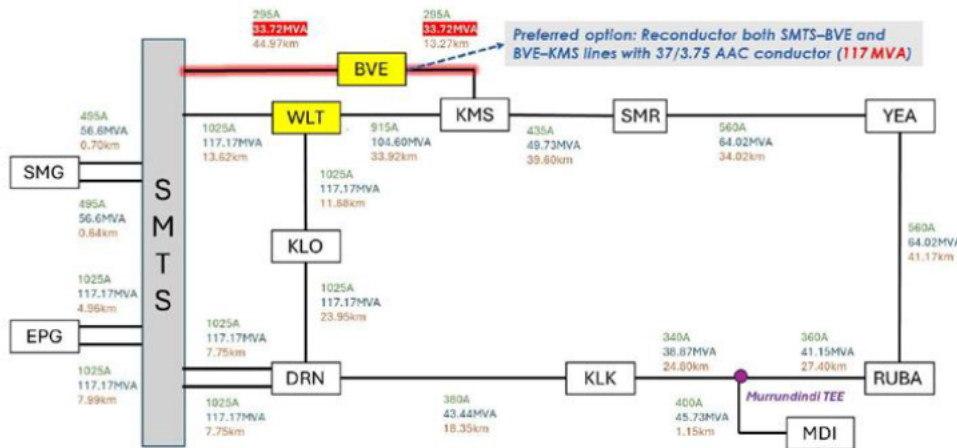 295A
33.72MVA
44.97km
295A
33.72MVA
13.27km
Preferred option: Reconductor both SMTS–BVE and
BVE–KMS lines with 37/3.75 AAC conductor (117 MVA)
BVE
WLT
KMS
SMR
YEA
1025A
117.17MVA
13.62km
915A
104.60MVA
33.92km
435A
49.73MVA
39.60km
560A
64.02MVA
34.02km
495A
56.6MVA
0.70km
SMG
495A
56.6MVA
0.64km
SMTS
1025A
117.17MVA
11.68km
KLO
1025A
117.17MVA
23.95km
560A
64.02MVA
41.17km
1025A
117.17MVA
4.96km
EPG
1025A
117.17MVA
7.99km
1025A
117.17MVA
7.75km
DRN
1025A
117.17MVA
7.75km
380A
43.44MVA
18.35km
KLK
340A
38.87MVA
24.60km
360A
41.15MVA
27.40km
RUBA
Murrundindi TEE
400A
45.73MVA
1.15km
MDI